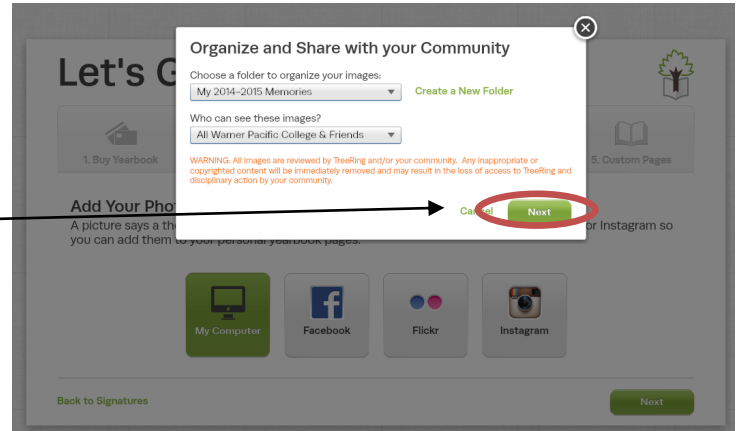 Organize and Share with your Community
Let's G
Choose a folder to organize your images:
My 2014-2015 Memories
Create a New Folder
Who can see these images?
All Warner Pacific College & Friends
1. Buy Yearbook
5. Custom Pages
WARNING: All images are reviewed by TreeRing and/or your community. Any inappropriate or
copyrighted content will be immediately removed and may result in the loss of access to TreeRing and
disciplinary action by your community.
Add Your Pho
Cancel
Next
A picture says a th
or Instagram so
you can add them to your personal yearbook pages.
My Computer
Facebook
Flickr
Instagram
Back to Signatures
Next